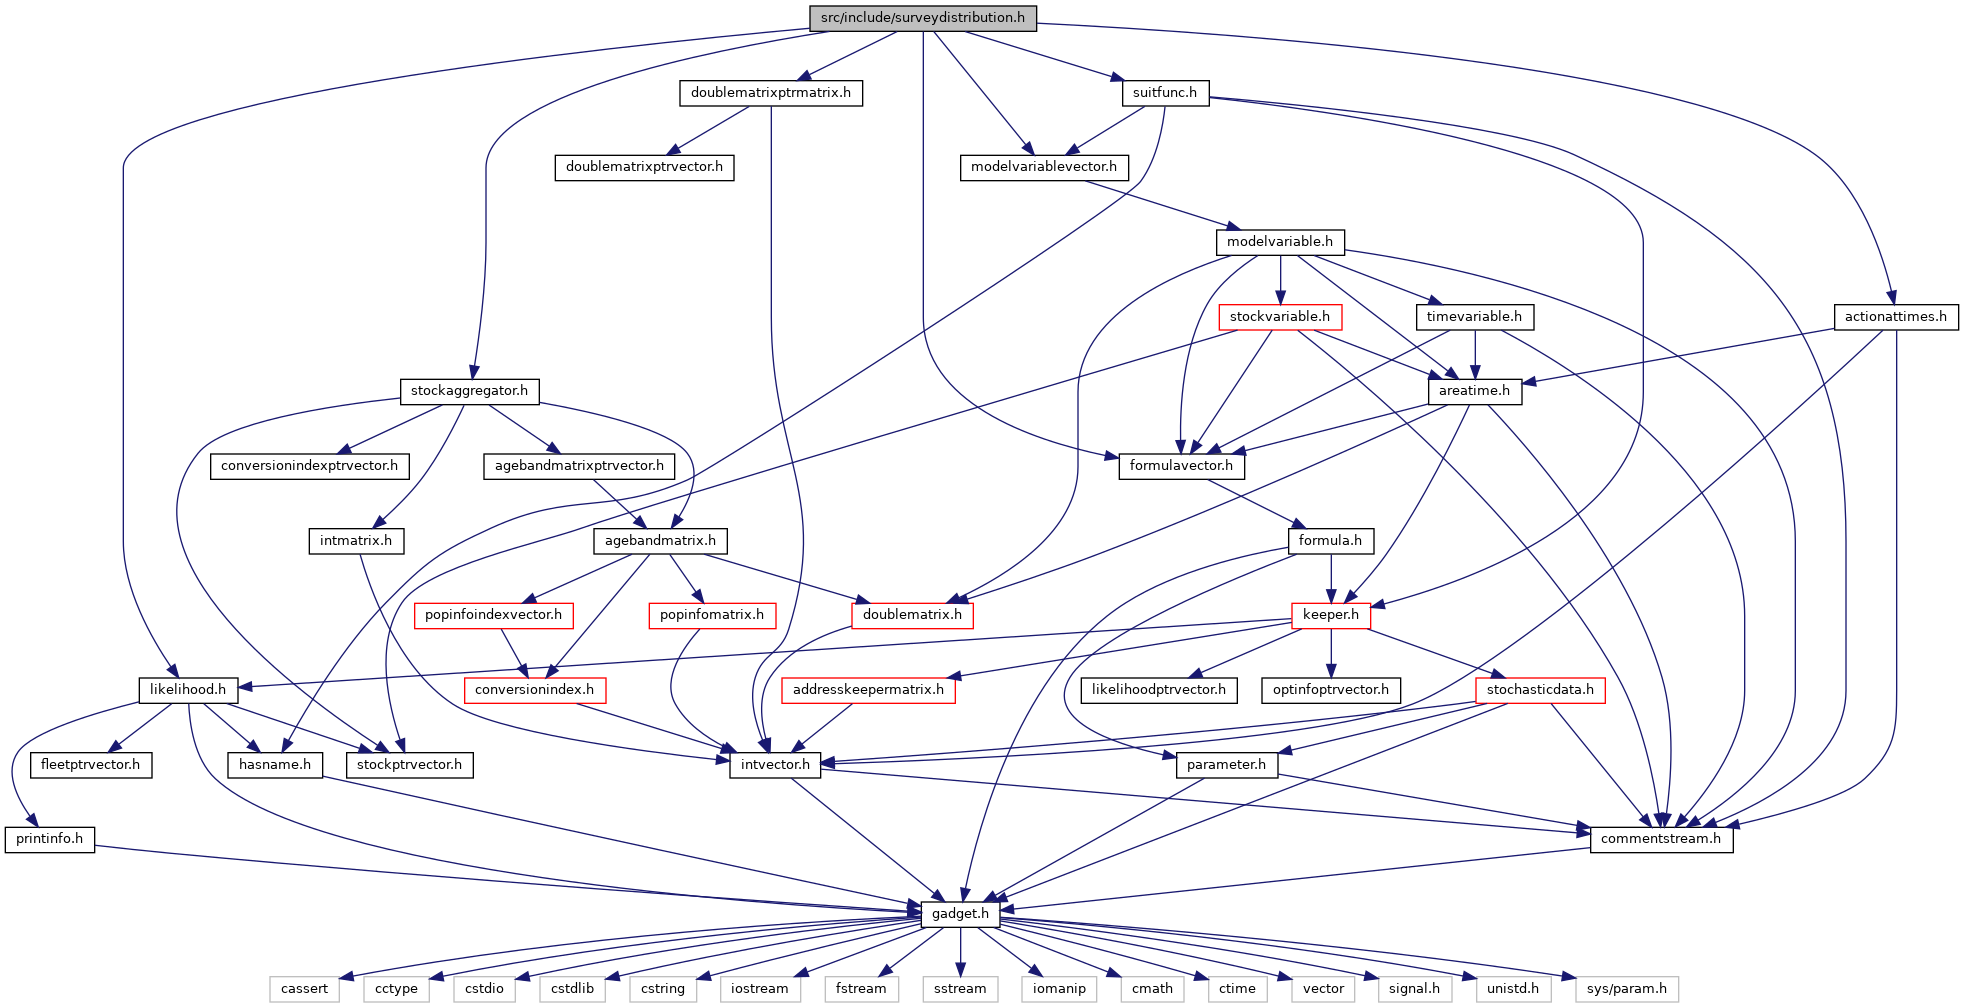 src/include/surveydistribution.h
doublematrixptrmatrix.h
suitfunc.h
doublematrixptrvector.h
modelvariablevector.h
modelvariable.h
stockvariable.h
timevariable.h
actionattimes.h
stockaggregator.h
areatime.h
conversionindexptrvector.h
agebandmatrixptrvector.h
formulavector.h
intmatrix.h
agebandmatrix.h
formula.h
popinfoindexvector.h
popinfomatrix.h
doublematrix.h
keeper.h
likelihood.h
conversionindex.h
addresskeepermatrix.h
likelihoodptrvector.h
optinfoptrvector.h
stochasticdata.h
fleetptrvector.h
hasname.h
stockptrvector.h
intvector.h
parameter.h
printinfo.h
commentstream.h
gadget.h
cassert
cctype
cstdio
cstdlib
cstring
iostream
fstream
sstream
iomanip
cmath
ctime
vector
signal.h
unistd.h
sys/param.h